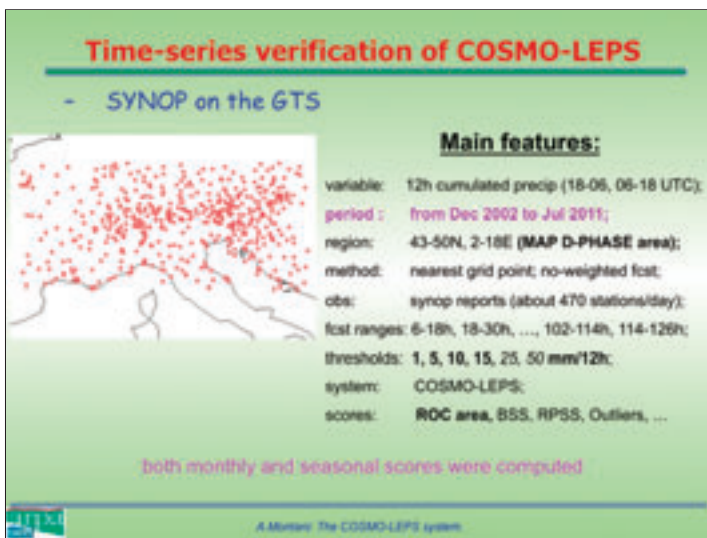 Time-series verification of COSMO-LEPS
- SYNOP on the GTS
Main features:
variable: 12h cumulated precip (18-06, 06-18 UTC);
period : from Dec 2002 to Jul 2011;
region: 43-50N, 2-18E (MAP D-PHASE area);
method: nearest grid point; no-weighted fcst;
obs: synop reports (about 470 stations/day);
fcst ranges: 6-18h, 18-30h, …, 102-114h, 114-126h;
thresholds: 1, 5, 10, 15, 25, 50 mm/12h;
system: COSMO-LEPS;
scores: ROC area, BSS, RPSS, Outliers, …
both monthly and seasonal scores were computed
A.Montani: The COSMO-LEPS system